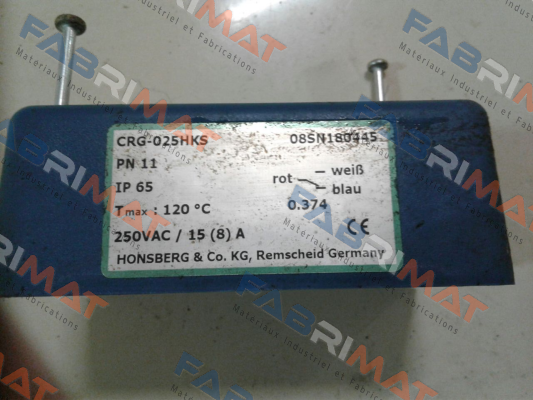 FABRIMAT
Materiaux Industriel et Fabrications
CRG-025HKS 08SN180445
PN 11 — weiß
IP 65 rot blau
Tmax : 120 °C 0.374
250VAC / 15 (8) A CE
HONSBERG & Co. KG, Remscheid Germany